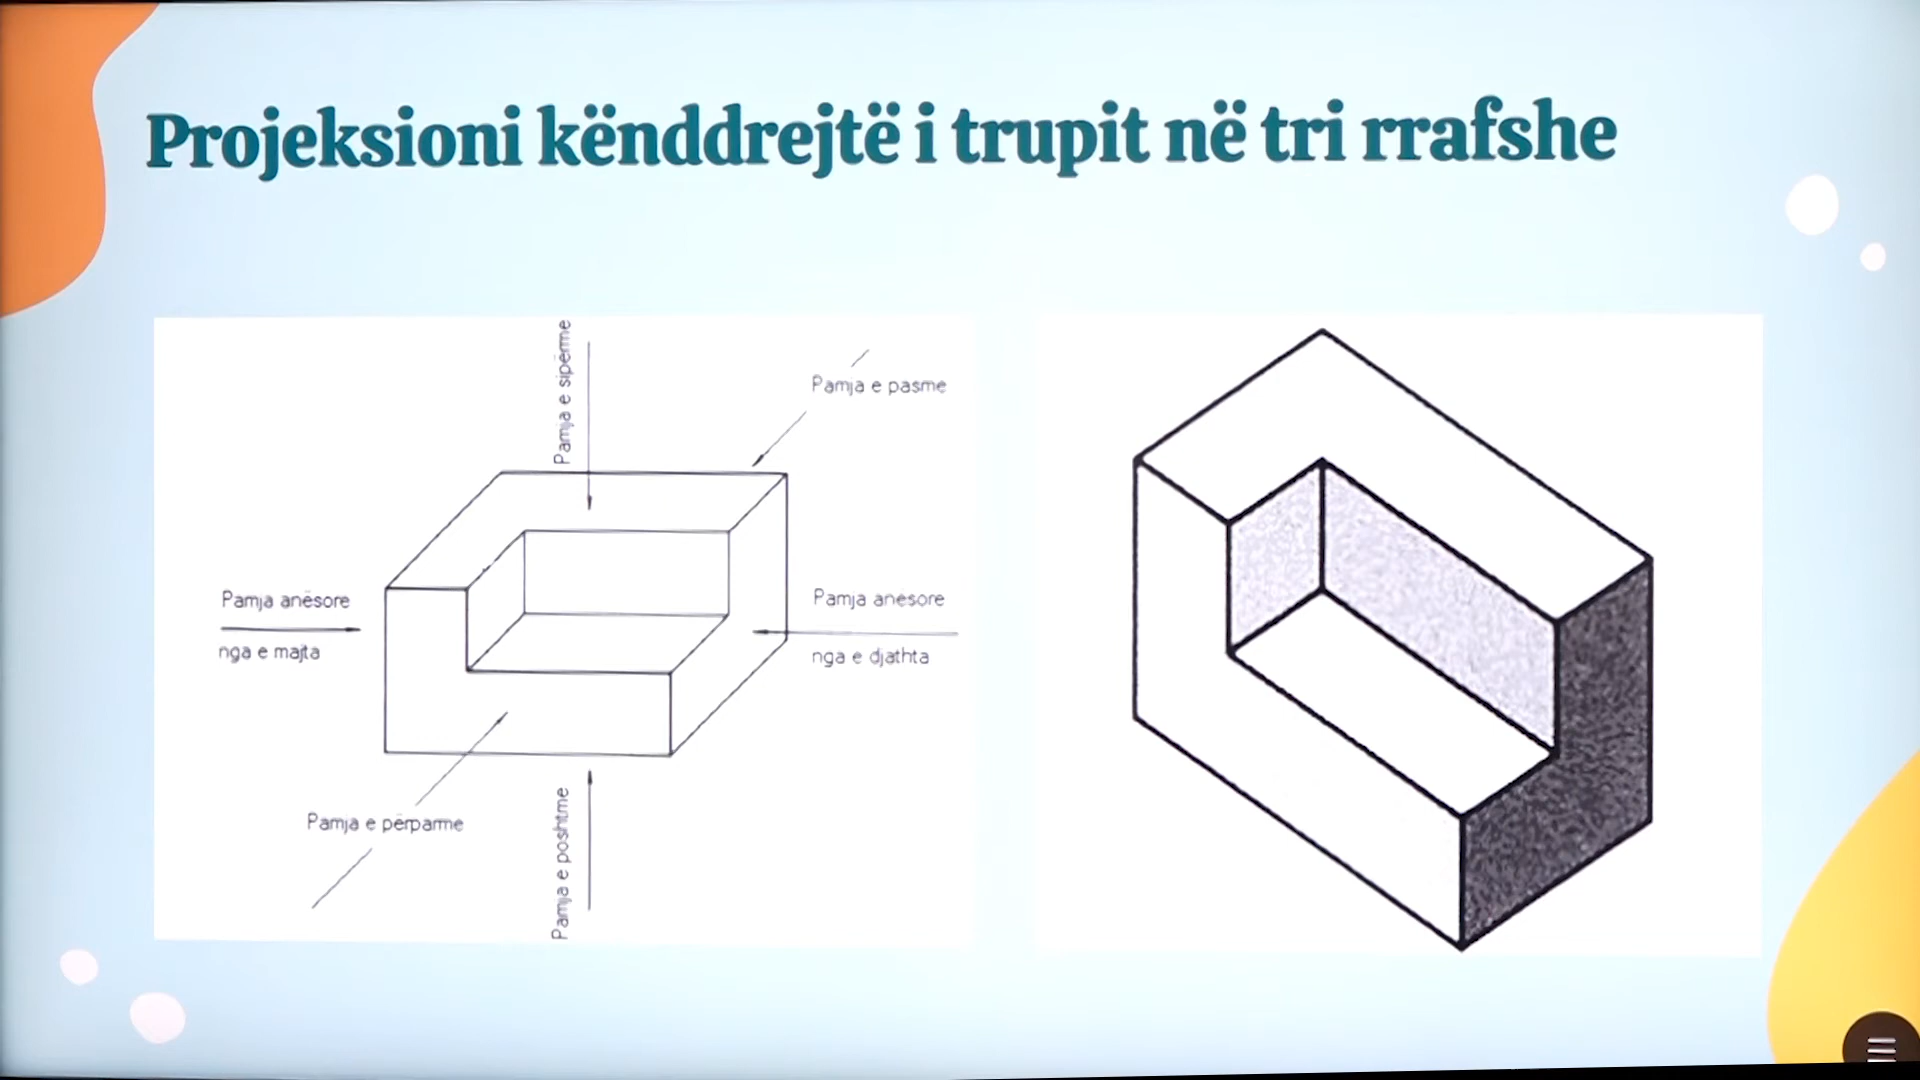 Projeksioni kënddrejtë i trupit në tri rrafshe
Pamja e sipërme
Pamja e pasme
Pamja anësore
nga e majta
Pamja anesore
nga e djathta
Pamja e përparme
Pamja e poshtme